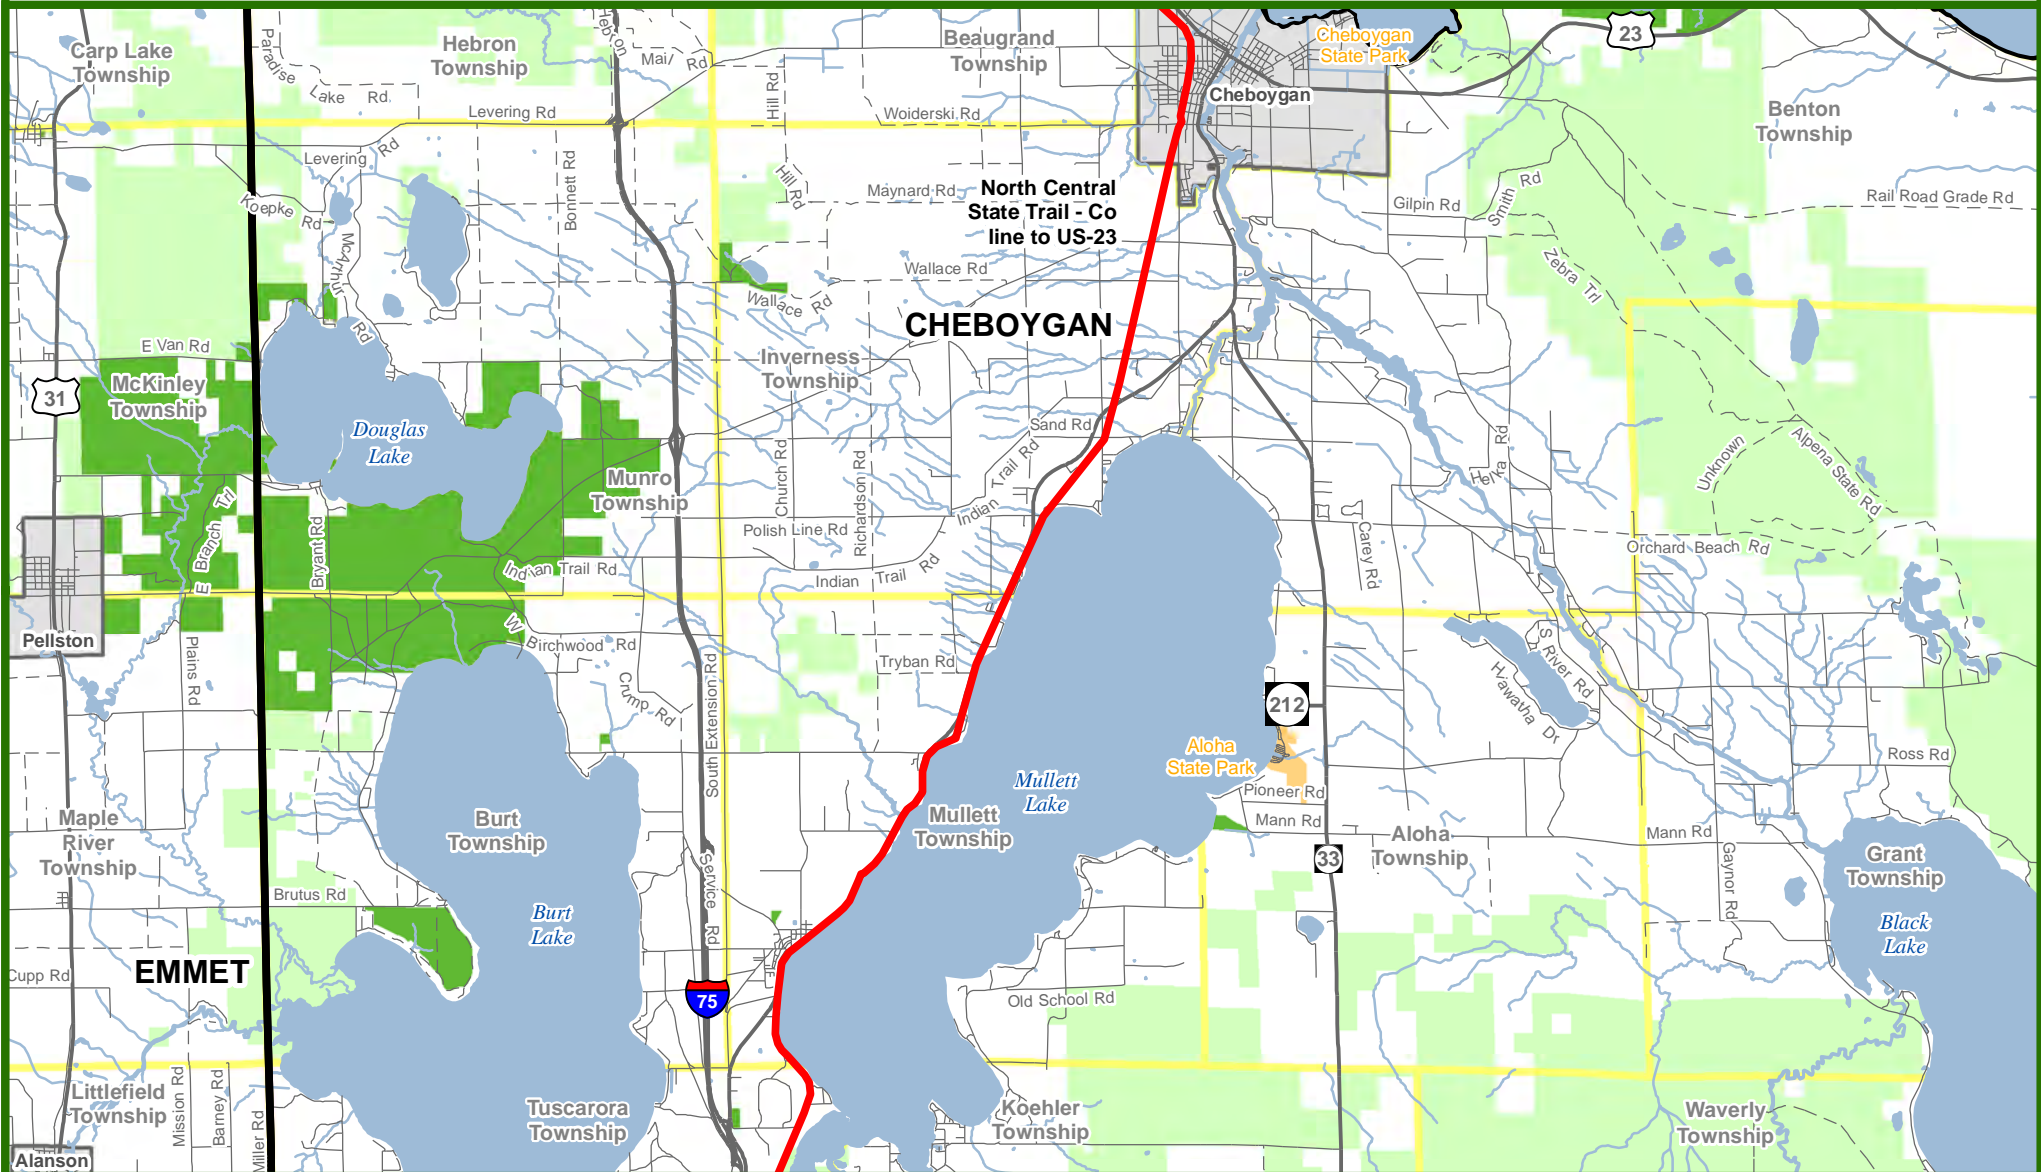 Carp Lake
Township
Paradise
Lake Rd
Hebron
Township
Hebron
Rd
Mail Rd
Beaugrand
Township
Cheboygan
State Park
23
Cheboygan
Benton
Township
Levering Rd
Hill Rd
Woiderski Rd
Levering Rd
Koepke Rd
McArthur
Rd
Bonnett Rd
Hill Rd
Maynard Rd
North Central
State Trail - Co
line to US-23
Gilpin Rd
Smith Rd
Rail Road Grade Rd
Zebra Trl
Wallace Rd
Wallace Rd
CHEBOYGAN
E Van Rd
McKinley
Township
31
Inverness
Township
Douglas
Lake
Munro
Township
Sand Rd
Church Rd
Richardson Rd
Indian Trail Rd
Polish Line Rd
Helka Rd
Unknown
Alpena State Rd
Orchard Beach Rd
Carey Rd
E Branch Trl
Bryant Rd
Indian Trail Rd
Indian Trail Rd
Pellston
Plains Rd
W Birchwood Rd
Crump Rd
South Extension Rd
Tryban Rd
S River Rd
Hiawatha Dr
212
Aloha
State Park
Ross Rd
Mullett
Lake
Pioneer Rd
Mann Rd
Mann Rd
Maple
River
Township
Burt
Township
Mullett
Township
Aloha
Township
33
Gaynor Rd
Grant
Township
Brutus Rd
Service Rd
Burt
Lake
Black
Lake
Cupp Rd
EMMET
75
Old School Rd
Littlefield
Township
Mission Rd
Barney Rd
Miller Rd
Tuscarora
Township
Koehler
Township
Waverly
Township
Alanson